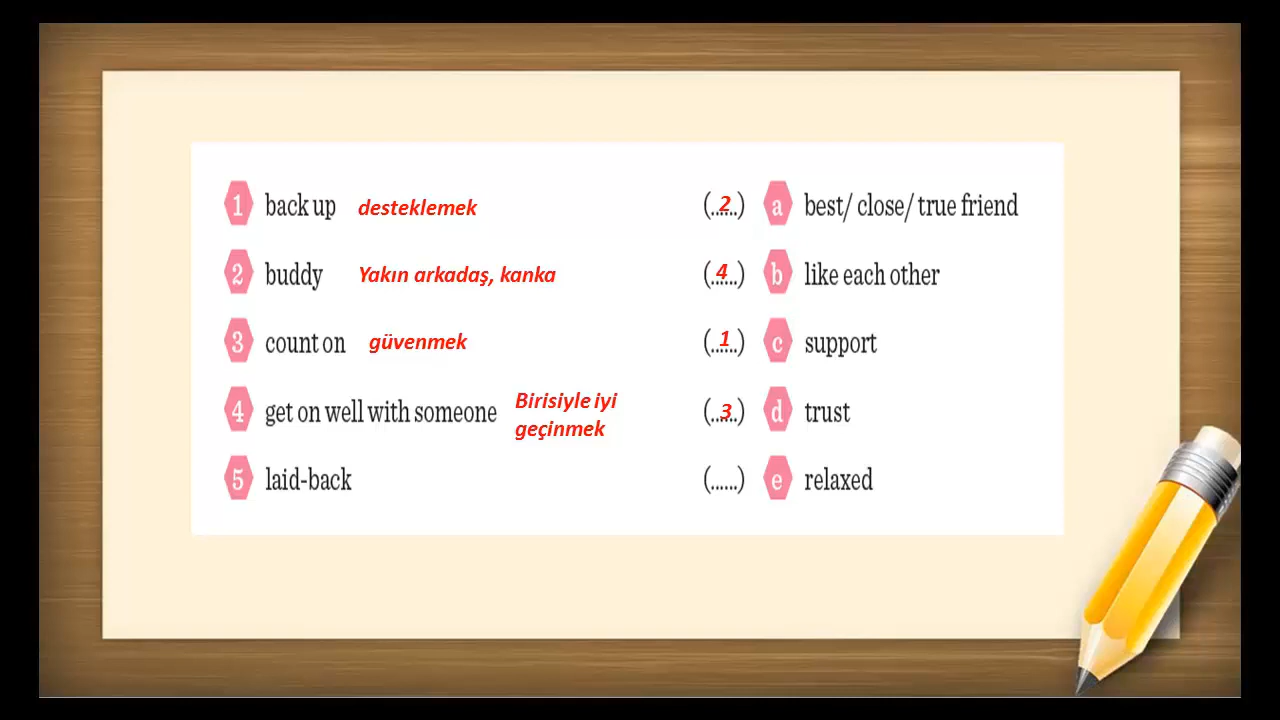 1 back up desteklemek (..2..) a best/ close/ true friend
2 buddy Yakın arkadaş, kanka (..4...) b like each other
3 count on güvenmek (..1..) c support
4 get on well with someone Birisiyle iyi geçinmek (..3..) d trust
5 laid-back (......) e relaxed